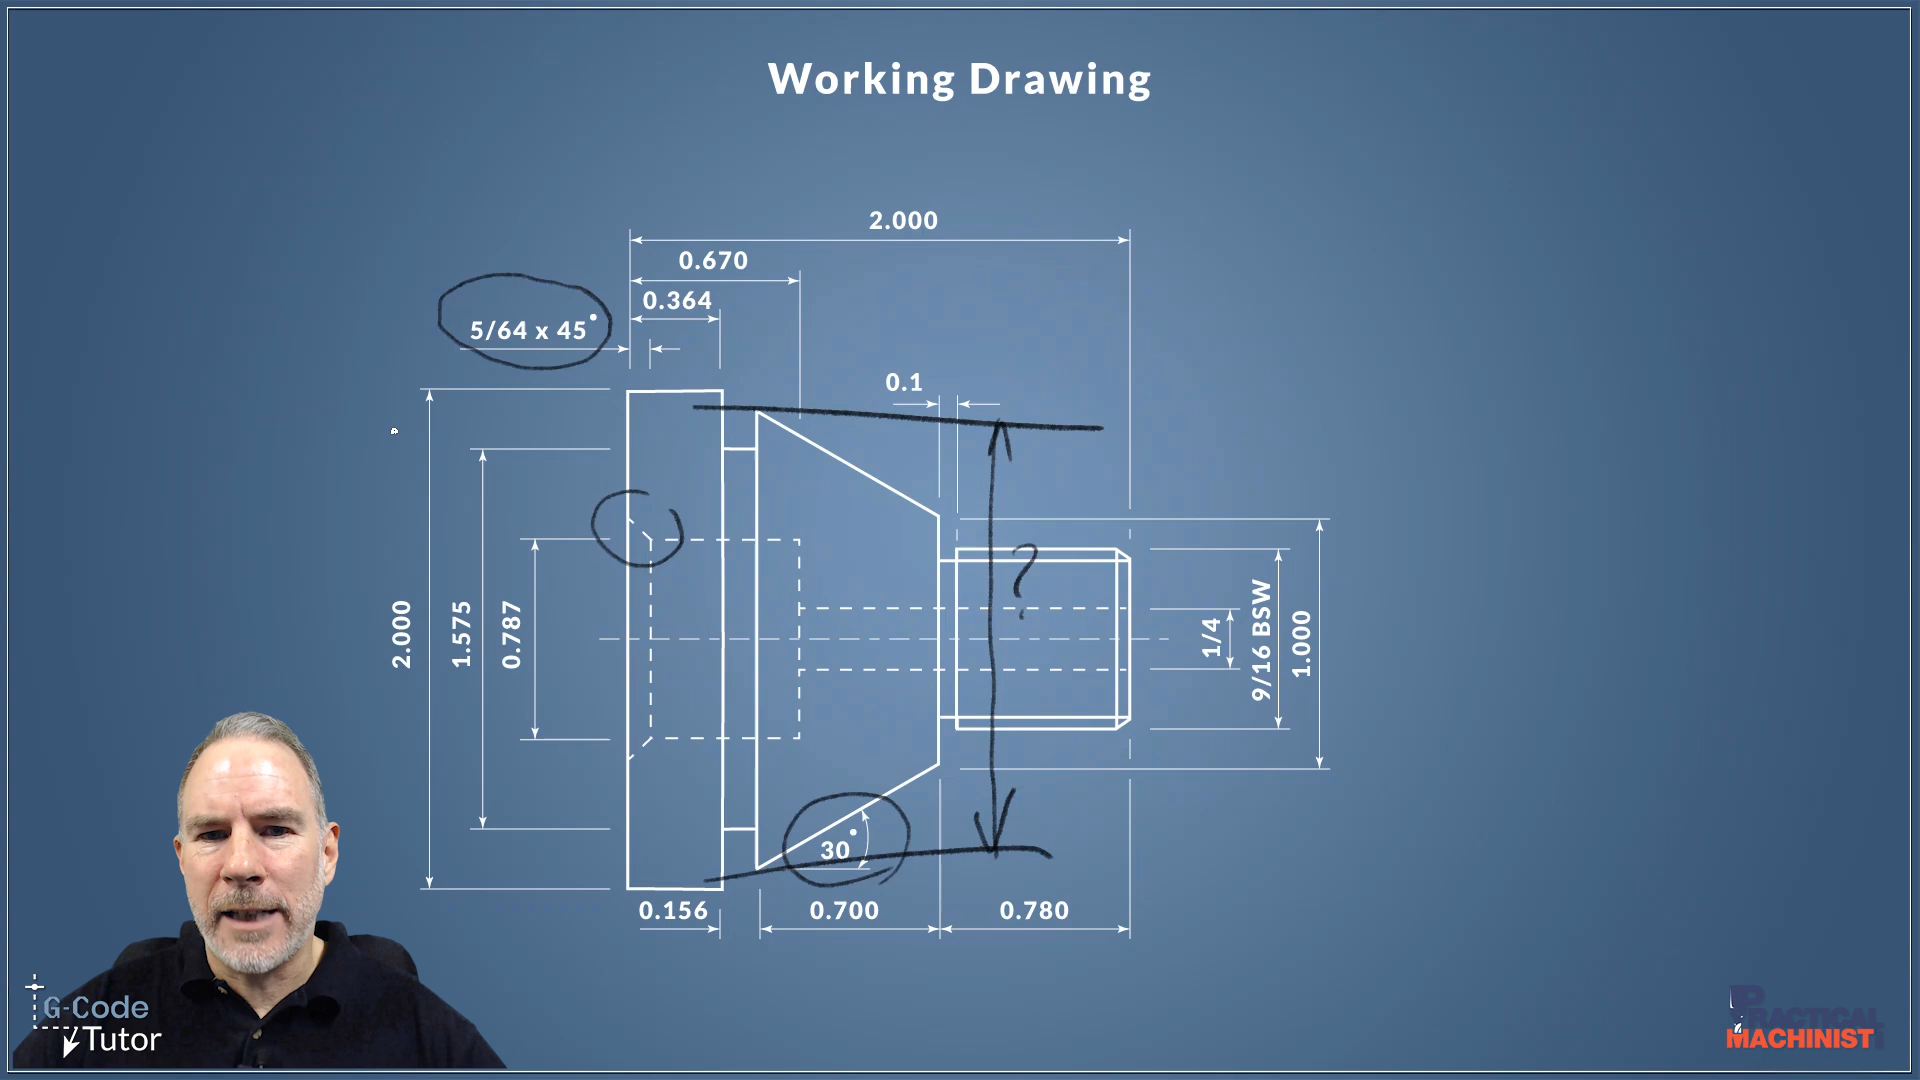 Working Drawing
2.000
0.670
0.364
5/64 x 45°
0.1
?
2.000
1.575
0.787
1/4
9/16 BSW
1.000
30°
0.156
0.700
0.780
G-Code
Tutor
PRACTICAL
MACHINIST